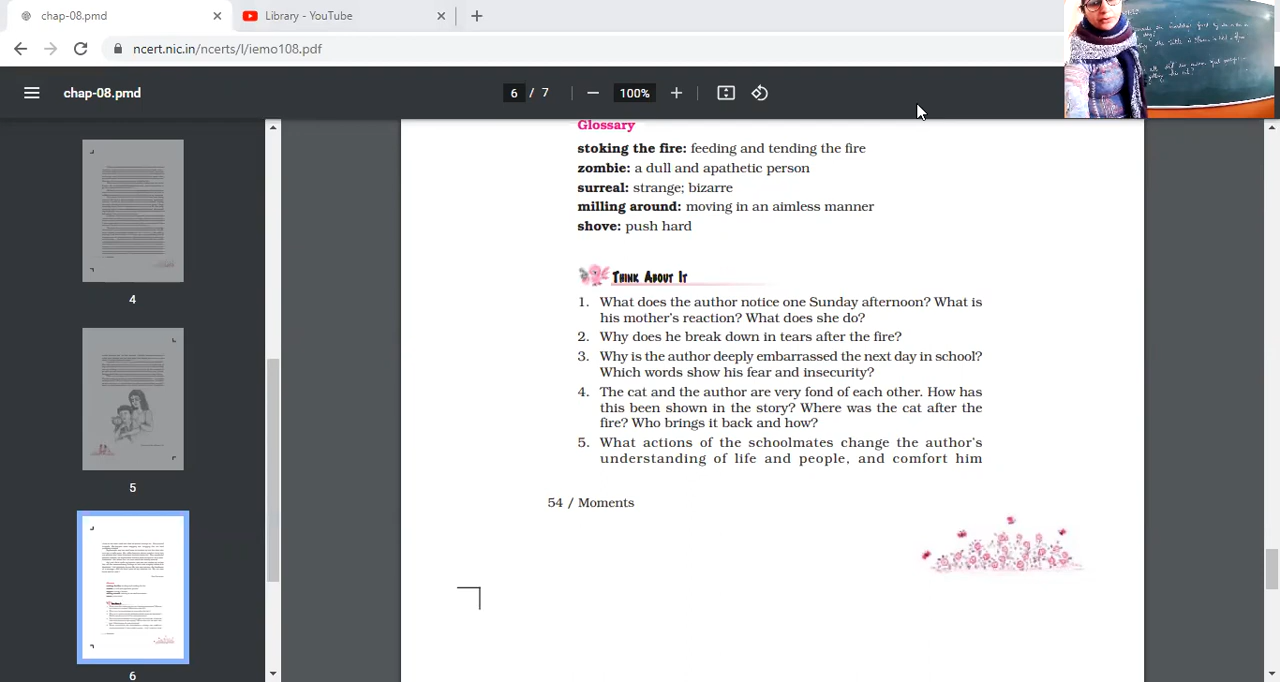 chap-08.pmd
Library - YouTube
ncert.nic.in/ncerts/l/iemo108.pdf
chap-08.pmd
6 / 7
100%
4
5
6
Glossary
stoking the fire: feeding and tending the fire
zombie: a dull and apathetic person
surreal: strange; bizarre
milling around: moving in an aimless manner
shove: push hard
THINK ABOUT IT
1. What does the author notice one Sunday afternoon? What is
his mother's reaction? What does she do?
2. Why does he break down in tears after the fire?
3. Why is the author deeply embarrassed the next day in school?
Which words show his fear and insecurity?
4. The cat and the author are very fond of each other. How has
this been shown in the story? Where was the cat after the
fire? Who brings it back and how?
5. What actions of the schoolmates change the author's
understanding of life and people, and comfort him
54 / Moments